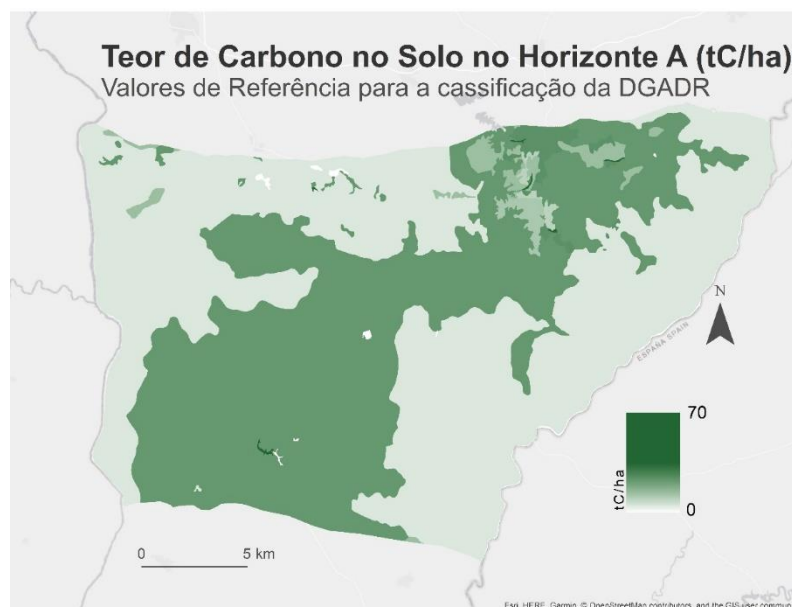 Teor de Carbono no Solo no Horizonte A (tC/ha)
Valores de Referência para a cassificação da DGADR
N
ESPAÑA SPAIN
70
tC/ha
0
0 5 km
Esri, HERE, Garmin, © OpenStreetMap contributors, and the GIS user commun